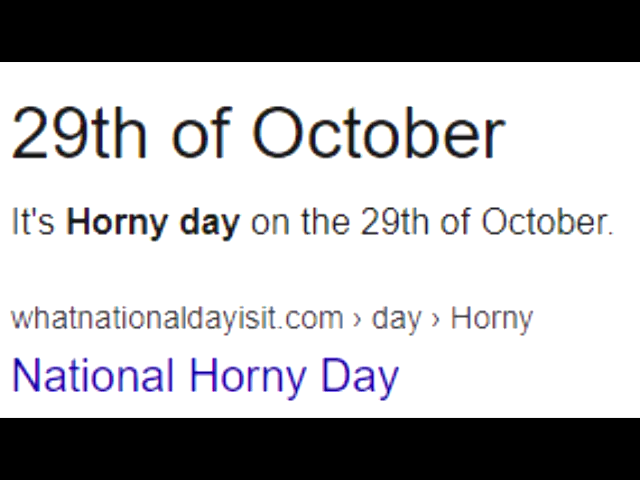 29th of October
It's Horny day on the 29th of October.
whatnationaldayisit.com › day › Horny
National Horny Day